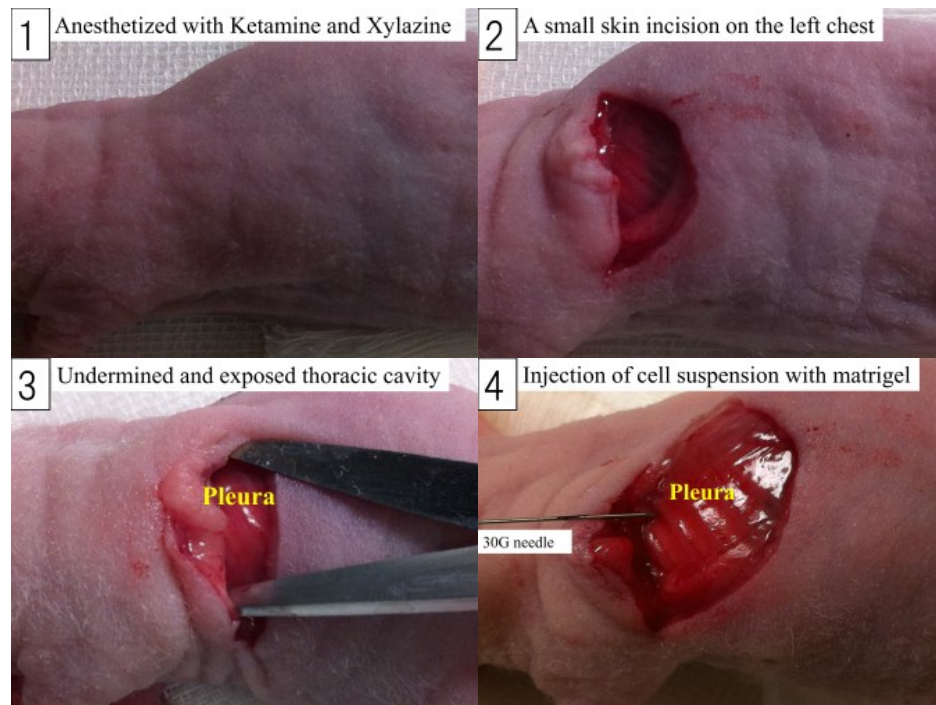 1 Anesthetized with Ketamine and Xylazine
2 A small skin incision on the left chest
3 Undermined and exposed thoracic cavity
Pleura
4 Injection of cell suspension with matrigel
Pleura
30G needle